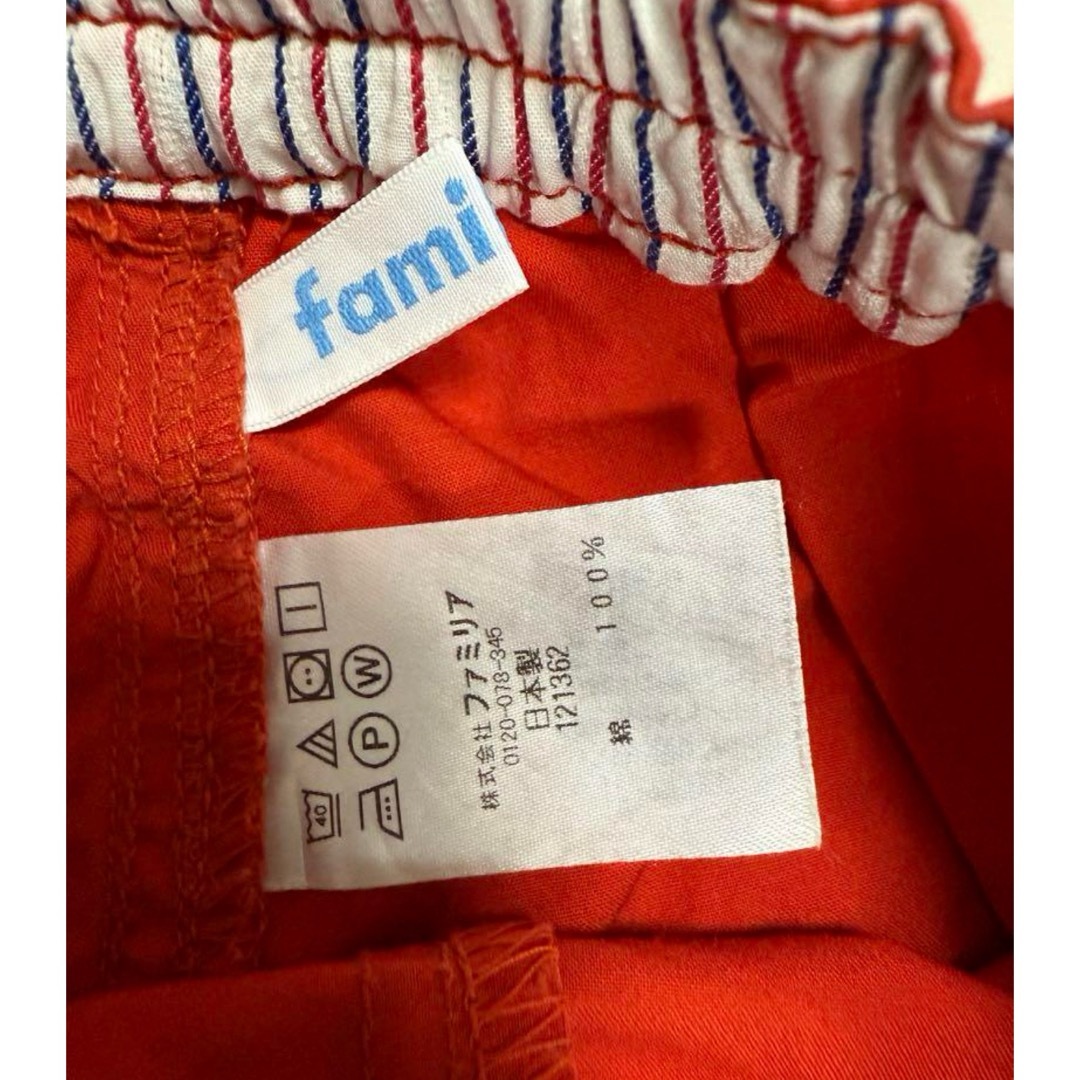 fami
40
P
W
株式会社 ファミリア
0120-078-345
日本製
121362
綿 100%